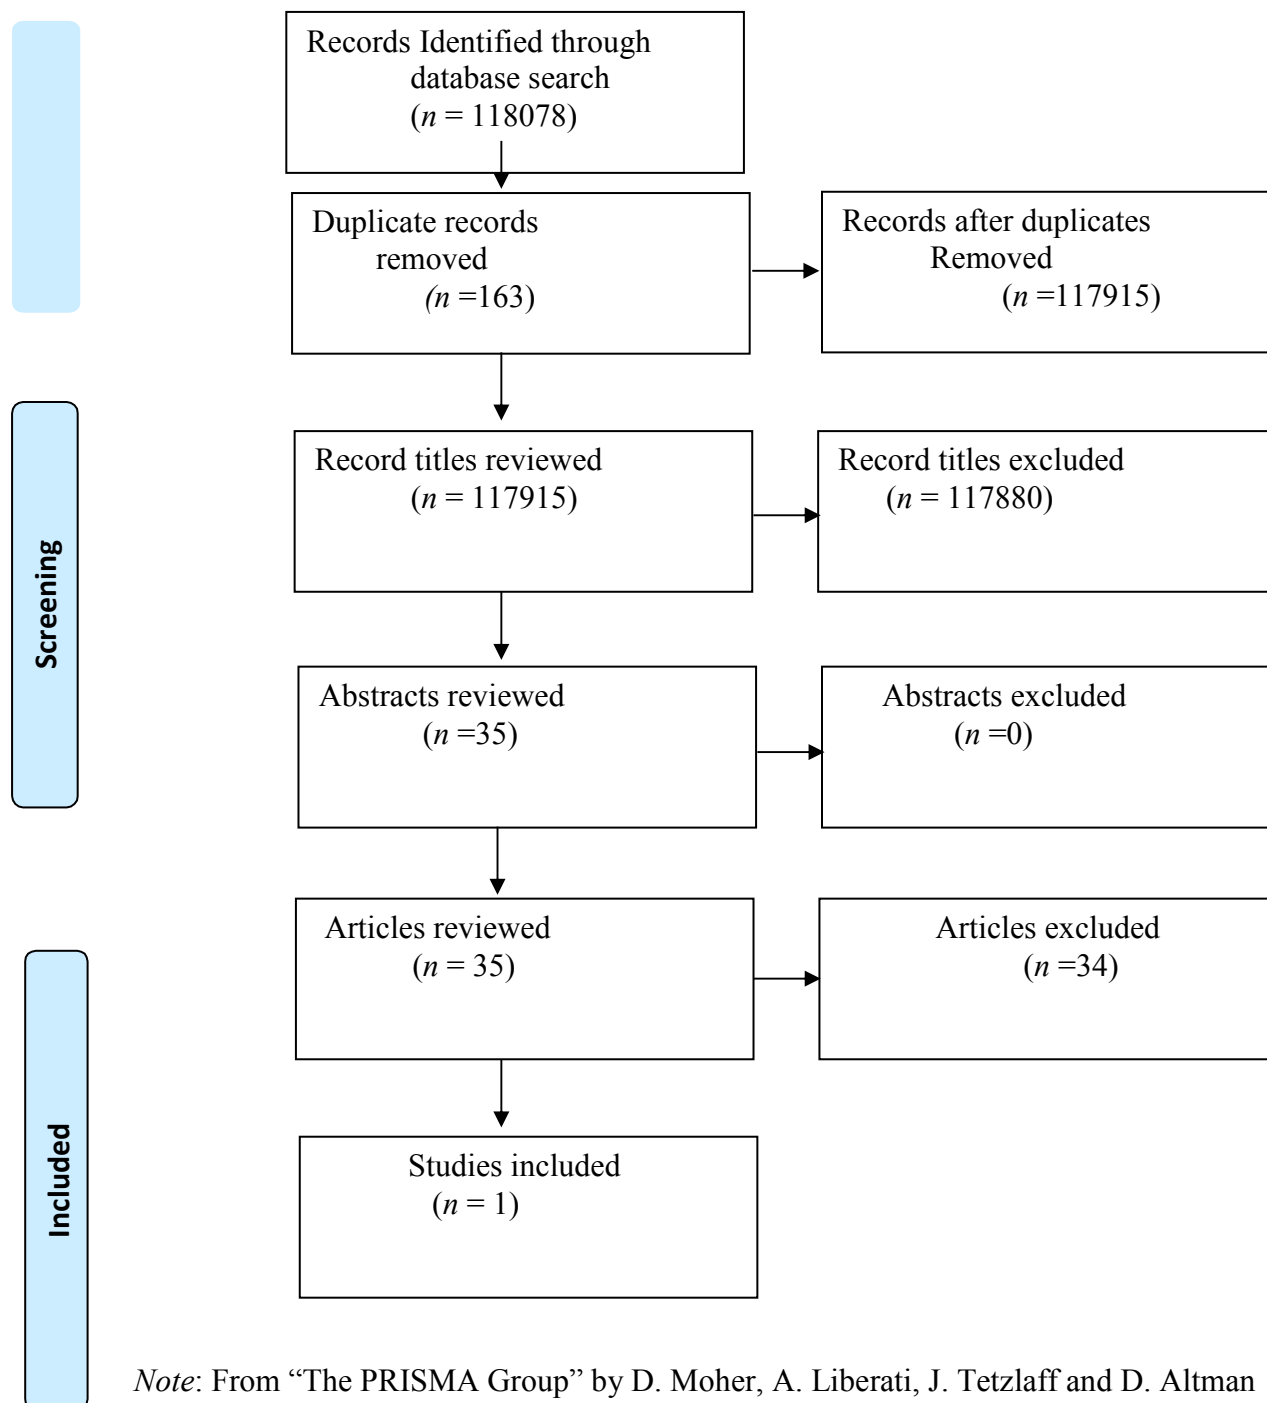 Records Identified through
database search
(n = 118078)
Duplicate records
removed
(n =163)
Records after duplicates
Removed
(n =117915)
Record titles reviewed
(n = 117915)
Record titles excluded
(n = 117880)
Screening
Abstracts reviewed
(n =35)
Abstracts excluded
(n =0)
Articles reviewed
(n = 35)
Articles excluded
(n =34)
Included
Studies included
(n = 1)
Note: From “The PRISMA Group” by D. Moher, A. Liberati, J. Tetzlaff and D. Altman